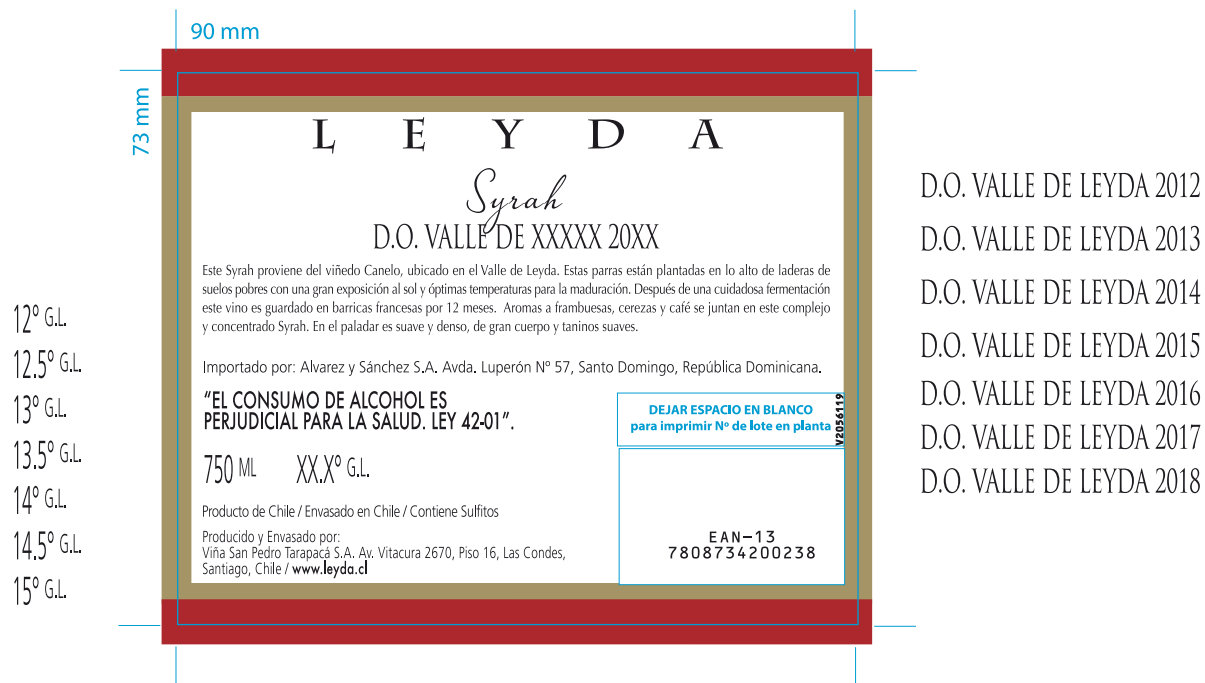 90 mm
73 mm
L E Y D A
Syrah
D.O. VALLE DE XXXXX 20XX
Este Syrah proviene del viñedo Canelo, ubicado en el Valle de Leyda. Estas parras están plantadas en lo alto de laderas de
suelos pobres con una gran exposición al sol y óptimas temperaturas para la maduración. Después de una cuidadosa fermentación
este vino es guardado en barricas francesas por 12 meses. Aromas a frambuesas, cerezas y café se juntan en este complejo
y concentrado Syrah. En el paladar es suave y denso, de gran cuerpo y taninos suaves.
Importado por: Alvarez y Sánchez S.A. Avda. Luperón Nº 57, Santo Domingo, República Dominicana.
“EL CONSUMO DE ALCOHOL ES
PERJUDICIAL PARA LA SALUD. LEY 42-01”.
750 ML XX.Xº G.L.
Producto de Chile / Envasado en Chile / Contiene Sulfitos
Producido y Envasado por:
Viña San Pedro Tarapacá S.A. Av. Vitacura 2670, Piso 16, Las Condes,
Santiago, Chile / www.leyda.cl
DEJAR ESPACIO EN BLANCO
para imprimir Nº de lote en planta
V2056119
EAN-13
7808734200238
12º G.L.
12.5º G.L.
13º G.L.
13.5º G.L.
14º G.L.
14.5º G.L.
15º G.L.
D.O. VALLE DE LEYDA 2012
D.O. VALLE DE LEYDA 2013
D.O. VALLE DE LEYDA 2014
D.O. VALLE DE LEYDA 2015
D.O. VALLE DE LEYDA 2016
D.O. VALLE DE LEYDA 2017
D.O. VALLE DE LEYDA 2018